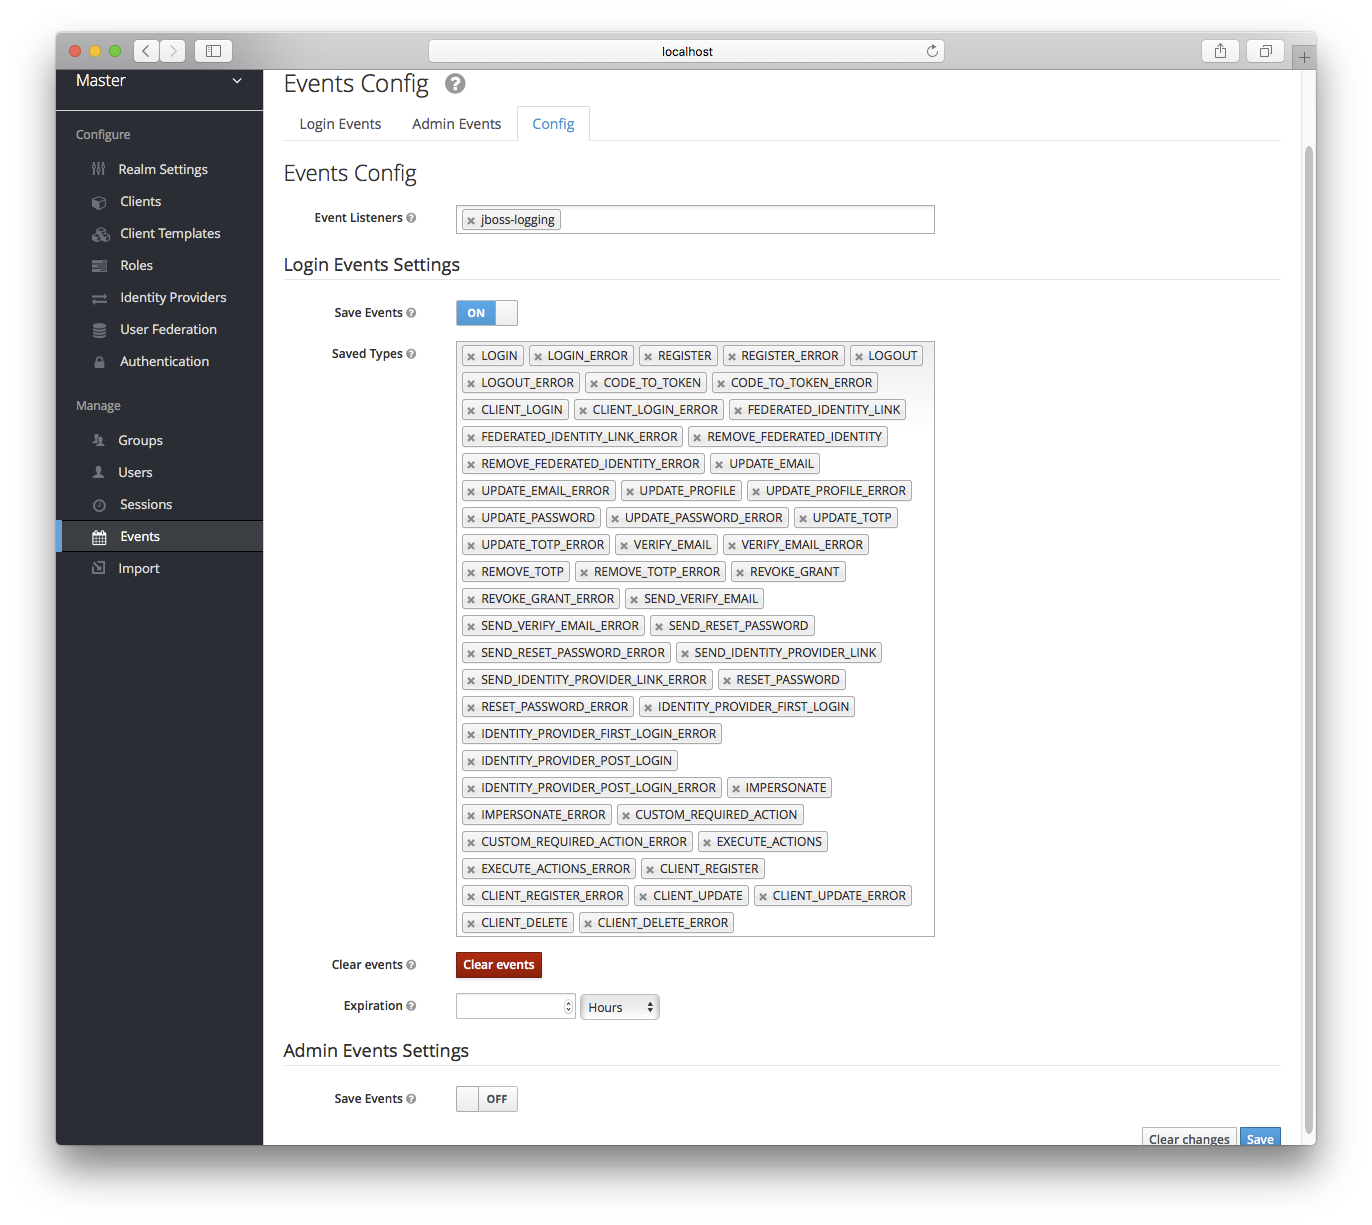 localhost
Master
Configure
Realm Settings
Clients
Client Templates
Roles
Identity Providers
User Federation
Authentication
Manage
Groups
Users
Sessions
Events
Import
Events Config ?
Login Events Admin Events Config
Events Config
Event Listeners ? × jboss-logging
Login Events Settings
Save Events ? ON
Saved Types ?
× LOGIN × LOGIN_ERROR × REGISTER × REGISTER_ERROR × LOGOUT
× LOGOUT_ERROR × CODE_TO_TOKEN × CODE_TO_TOKEN_ERROR
× CLIENT_LOGIN × CLIENT_LOGIN_ERROR × FEDERATED_IDENTITY_LINK
× FEDERATED_IDENTITY_LINK_ERROR × REMOVE_FEDERATED_IDENTITY
× REMOVE_FEDERATED_IDENTITY_ERROR × UPDATE_EMAIL
× UPDATE_EMAIL_ERROR × UPDATE_PROFILE × UPDATE_PROFILE_ERROR
× UPDATE_PASSWORD × UPDATE_PASSWORD_ERROR × UPDATE_TOTP
× UPDATE_TOTP_ERROR × VERIFY_EMAIL × VERIFY_EMAIL_ERROR
× REMOVE_TOTP × REMOVE_TOTP_ERROR × REVOKE_GRANT
× REVOKE_GRANT_ERROR × SEND_VERIFY_EMAIL
× SEND_VERIFY_EMAIL_ERROR × SEND_RESET_PASSWORD
× SEND_RESET_PASSWORD_ERROR × SEND_IDENTITY_PROVIDER_LINK
× SEND_IDENTITY_PROVIDER_LINK_ERROR × RESET_PASSWORD
× RESET_PASSWORD_ERROR × IDENTITY_PROVIDER_FIRST_LOGIN
× IDENTITY_PROVIDER_FIRST_LOGIN_ERROR
× IDENTITY_PROVIDER_POST_LOGIN
× IDENTITY_PROVIDER_POST_LOGIN_ERROR × IMPERSONATE
× IMPERSONATE_ERROR × CUSTOM_REQUIRED_ACTION
× CUSTOM_REQUIRED_ACTION_ERROR × EXECUTE_ACTIONS
× EXECUTE_ACTIONS_ERROR × CLIENT_REGISTER
× CLIENT_REGISTER_ERROR × CLIENT_UPDATE × CLIENT_UPDATE_ERROR
× CLIENT_DELETE × CLIENT_DELETE_ERROR
Clear events ? Clear events
Expiration ? Hours
Admin Events Settings
Save Events ? OFF
Clear changes Save